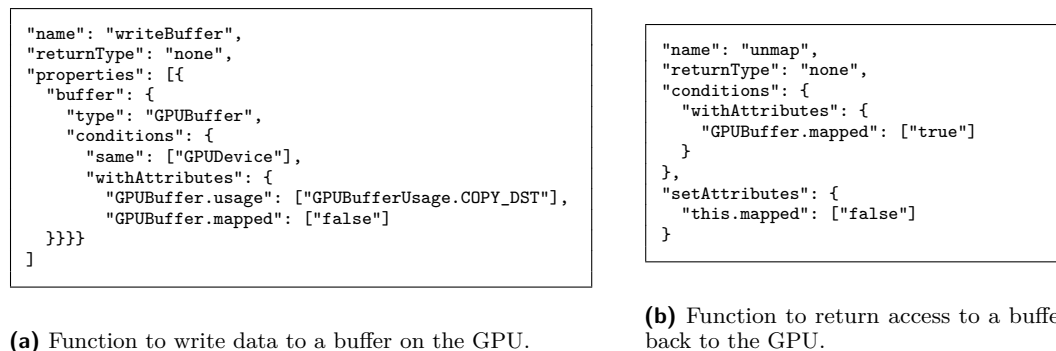 "name": "writeBuffer",
"returnType": "none",
"properties": [{
"buffer": {
"type": "GPUBuffer",
"conditions": {
"same": ["GPUDevice"],
"withAttributes": {
"GPUBuffer.usage": ["GPUBufferUsage.COPY_DST"],
"GPUBuffer.mapped": ["false"]
}}}}
]
(a) Function to write data to a buffer on the GPU.
"name": "unmap",
"returnType": "none",
"conditions": {
"withAttributes": {
"GPUBuffer.mapped": ["true"]
}
},
"setAttributes": {
"this.mapped": ["false"]
}
(b) Function to return access to a buffe
back to the GPU.